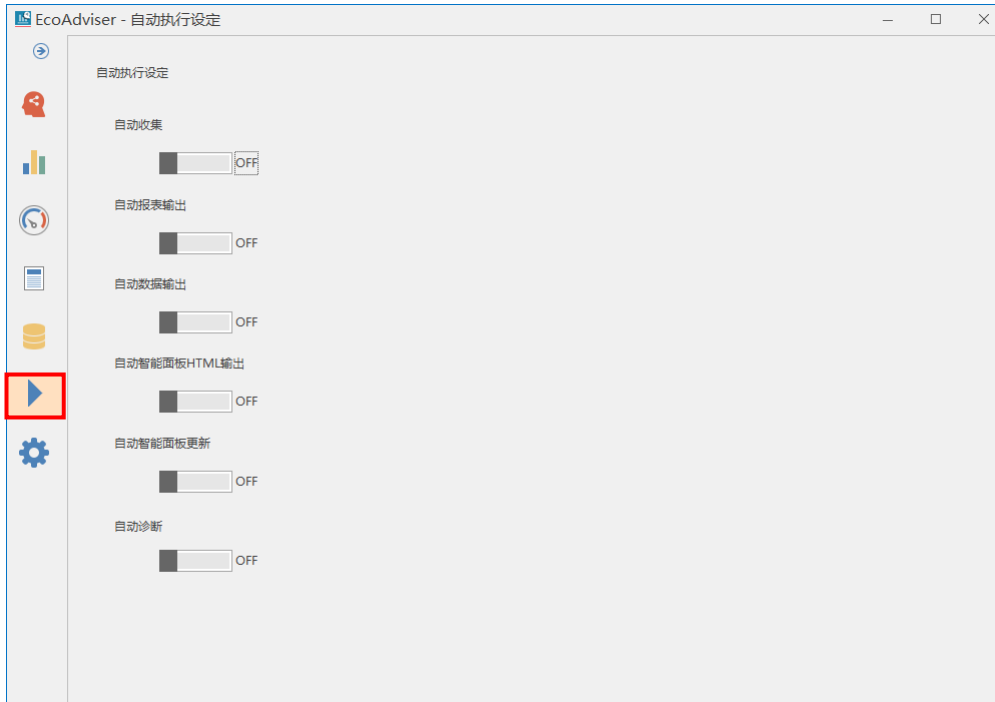 EcoAdviser - 自动执行设定
自动执行设定
自动收集
OFF
自动报表输出
OFF
自动数据输出
OFF
自动智能面板HTML输出
OFF
自动智能面板更新
OFF
自动诊断
OFF